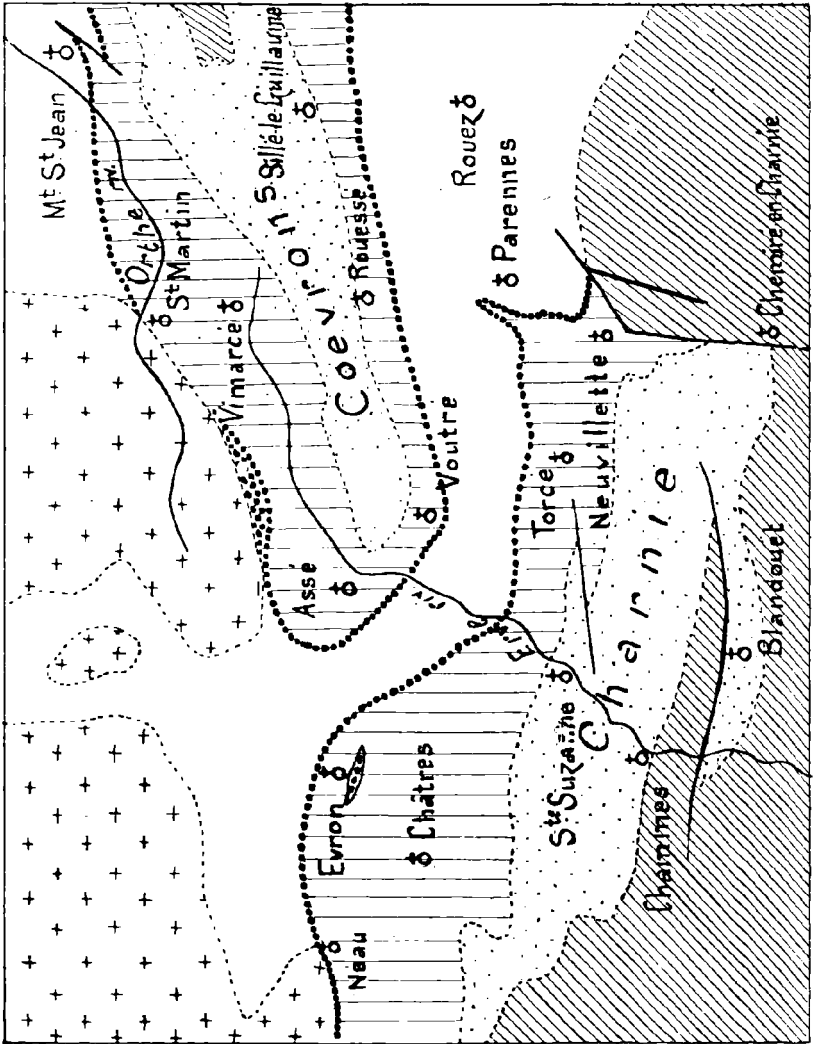 Mt St Jean
Orthe
St Martin
Vimarcé
Sillé-le-Guillaume
Coevrons
Assé
Evron
Neau
Rouessé
Châtres
Voutré
Rouez
Parennes
Torcé
Ste Suzanne
Neuvillette
Charnie
Chammes
Chemiré-en-Charnie
Blandouet